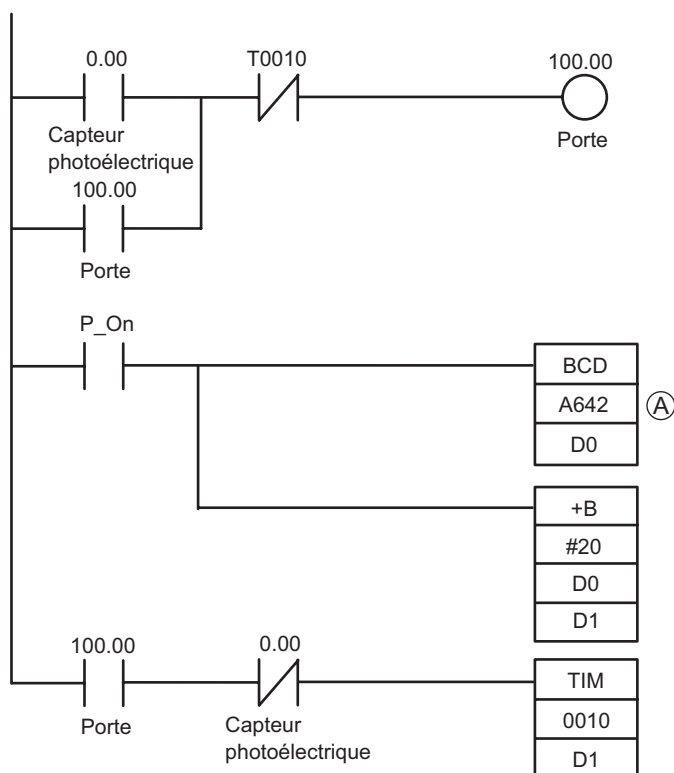 0.00
T0010
100.00
Capteur
photoélectrique
Porte
100.00
Porte
P_On
BCD
A642
A
D0
+B
#20
D0
D1
100.00
0.00
TIM
Porte
Capteur
photoélectrique
0010
D1